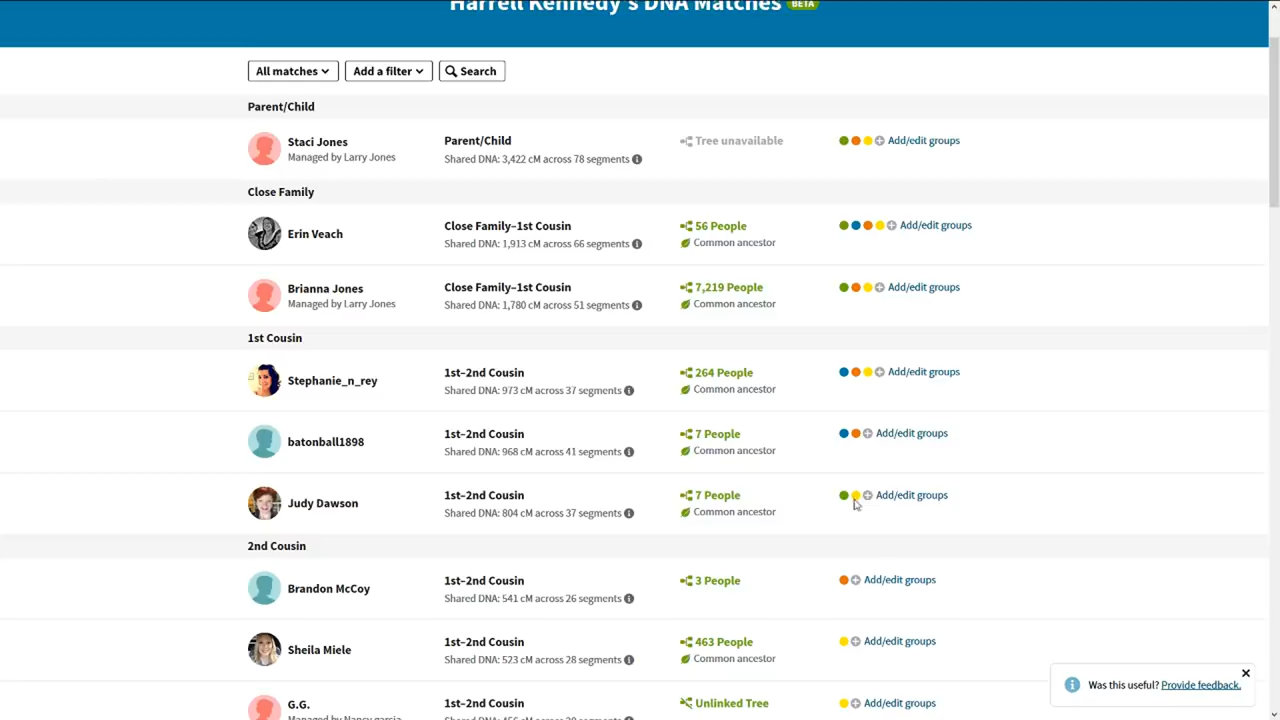 Harrell Kennedy's DNA Matches BETA
All matches Add a filter Search
Parent/Child
Staci Jones
Managed by Larry Jones
Parent/Child
Shared DNA: 3,422 cM across 78 segments
Tree unavailable
Add/edit groups
Close Family
Erin Veach
Close Family–1st Cousin
Shared DNA: 1,913 cM across 66 segments
56 People
Common ancestor
Add/edit groups
Brianna Jones
Managed by Larry Jones
Close Family–1st Cousin
Shared DNA: 1,780 cM across 51 segments
7,219 People
Common ancestor
Add/edit groups
1st Cousin
Stephanie_n_rey
1st–2nd Cousin
Shared DNA: 973 cM across 37 segments
264 People
Common ancestor
Add/edit groups
batonball1898
1st–2nd Cousin
Shared DNA: 968 cM across 41 segments
7 People
Common ancestor
Add/edit groups
Judy Dawson
1st–2nd Cousin
Shared DNA: 804 cM across 37 segments
7 People
Common ancestor
Add/edit groups
2nd Cousin
Brandon McCoy
1st–2nd Cousin
Shared DNA: 541 cM across 26 segments
3 People
Add/edit groups
Sheila Miele
1st–2nd Cousin
Shared DNA: 523 cM across 28 segments
463 People
Common ancestor
Add/edit groups
G.G.
Managed by Nancy garcia
1st–2nd Cousin
Unlinked Tree
Add/edit groups
Was this useful? Provide feedback.